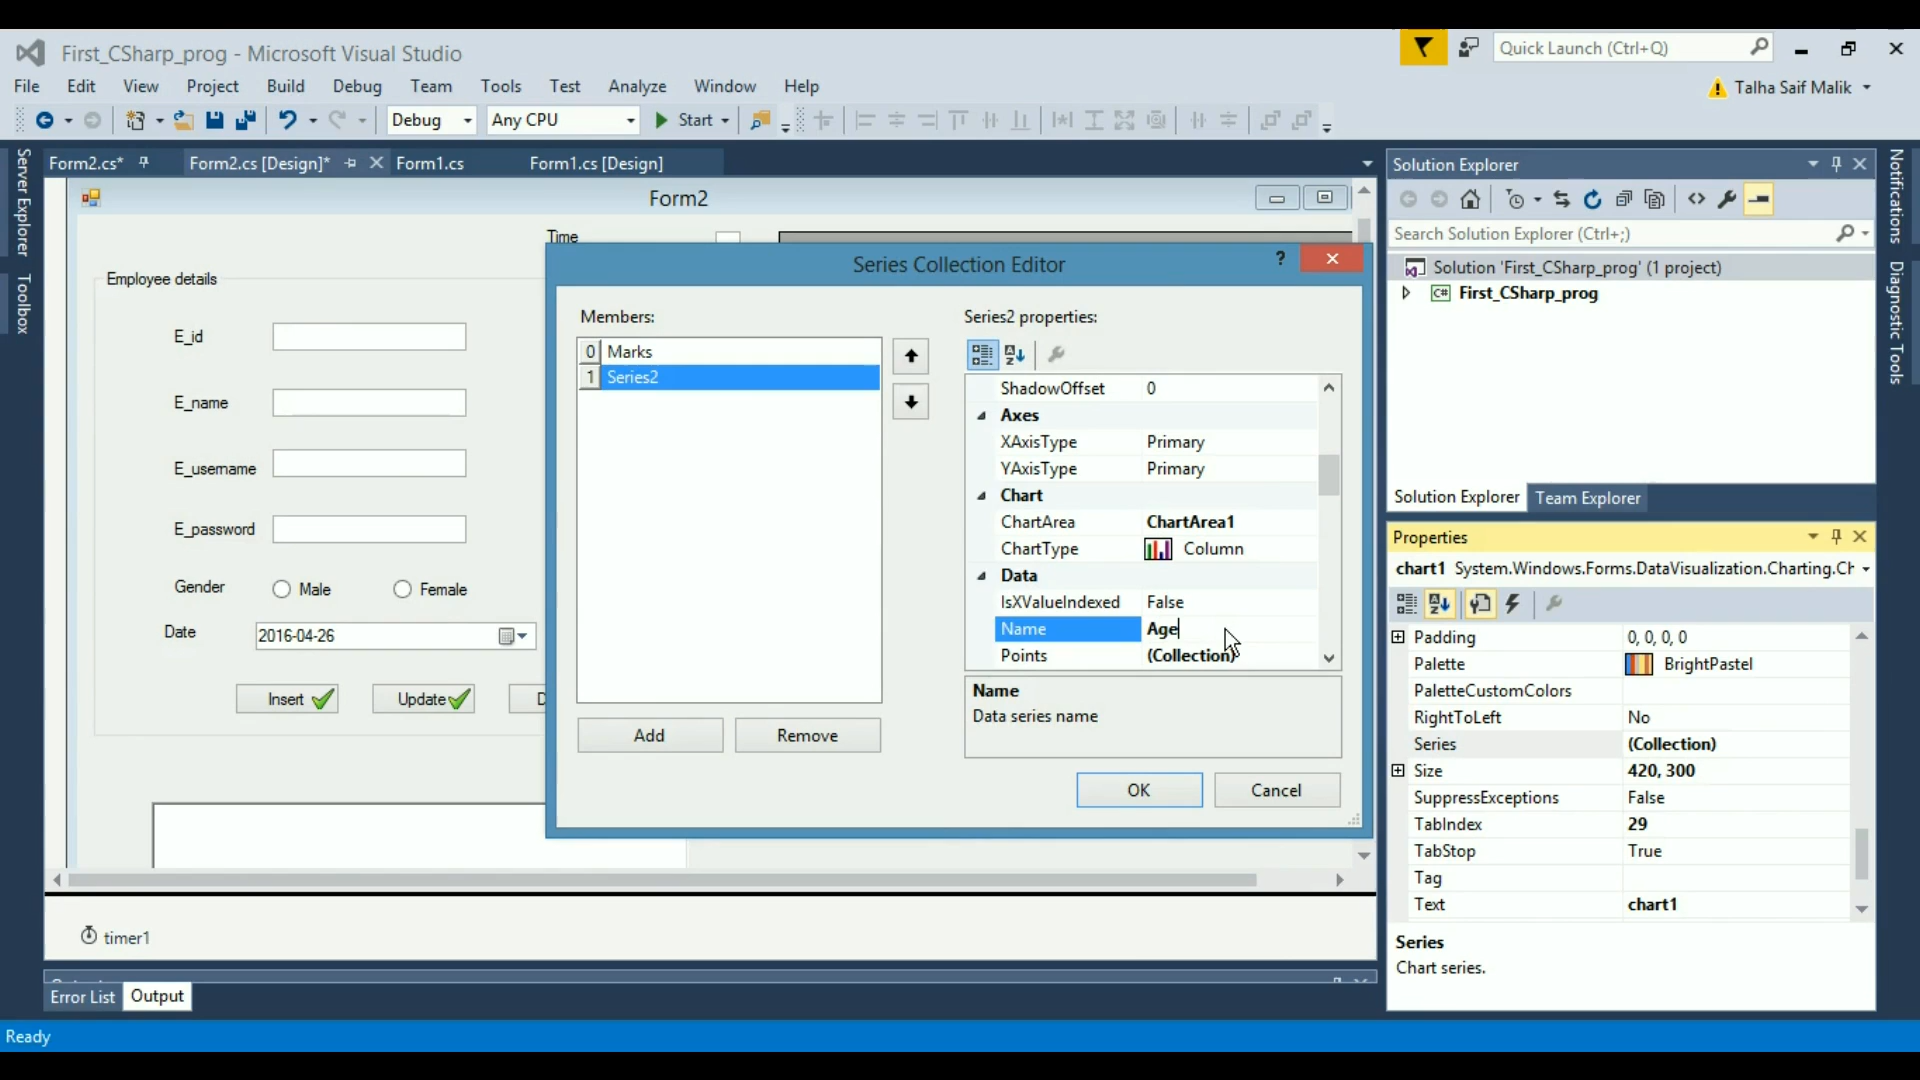 First_CSharp_prog - Microsoft Visual Studio
Quick Launch (Ctrl+Q)
File Edit View Project Build Debug Team Tools Test Analyze Window Help
Talha Saif Malik
Debug Any CPU Start
Server Explorer
Toolbox
Form2.cs* Form2.cs [Design]* Form1.cs Form1.cs [Design]
Form2
Time
Employee details
E_id
E_name
E_username
E_password
Gender Male Female
Date 2016-04-26
Insert Update D
timer1
Error List Output
Ready
Series Collection Editor
?
Members:
0 Marks
1 Series2
Add Remove
Series2 properties:
ShadowOffset 0
Axes
XAxisType Primary
YAxisType Primary
Chart
ChartArea ChartArea1
ChartType Column
Data
IsXValueIndexed False
Name Age
Points (Collection)
Name
Data series name
OK Cancel
Solution Explorer
Search Solution Explorer (Ctrl+;)
Solution 'First_CSharp_prog' (1 project)
C# First_CSharp_prog
Solution Explorer Team Explorer
Properties
chart1 System.Windows.Forms.DataVisualization.Charting.Ch
Padding 0, 0, 0, 0
Palette BrightPastel
PaletteCustomColors
RightToLeft No
Series (Collection)
Size 420, 300
SuppressExceptions False
TabIndex 29
TabStop True
Tag
Text chart1
Series
Chart series.
Notifications
Diagnostic Tools